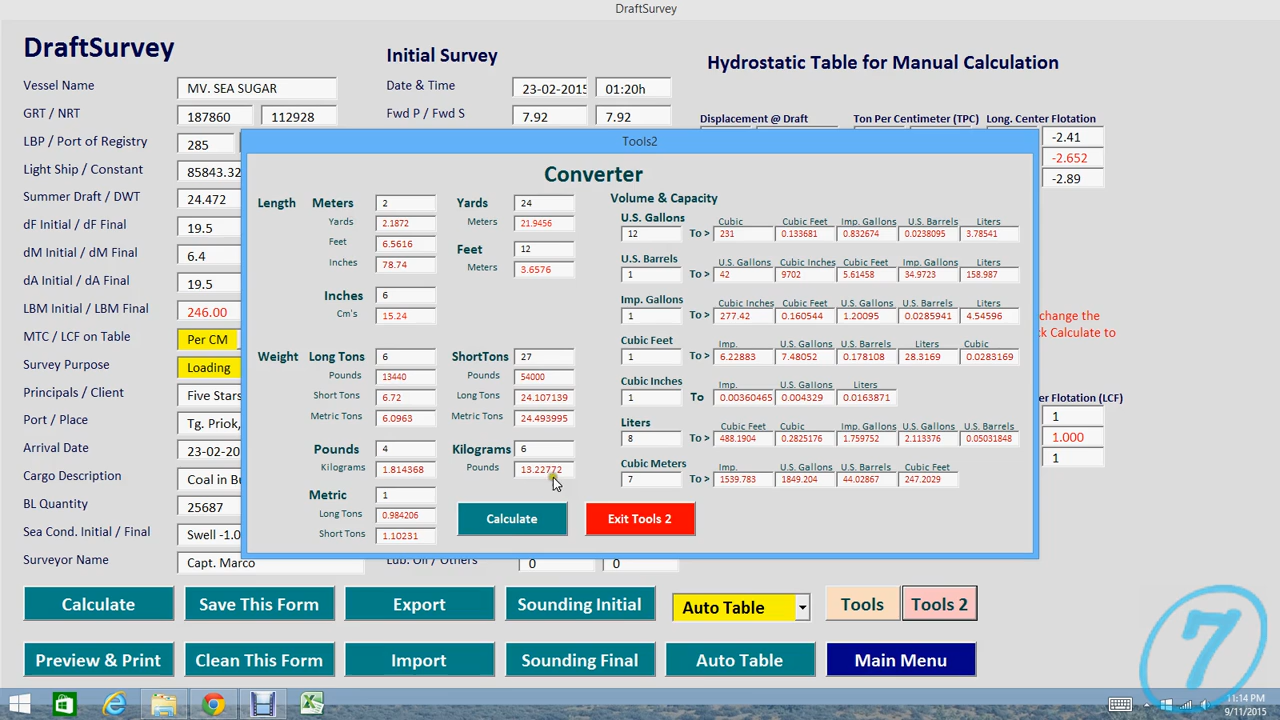 DraftSurvey
DraftSurvey
Initial Survey
Hydrostatic Table for Manual Calculation
Vessel Name MV. SEA SUGAR
Date & Time 23-02-2015 01:20h
GRT / NRT 187860 112928
Fwd P / Fwd S 7.92 7.92
Displacement @ Draft Ton Per Centimeter (TPC) Long. Center Flotation
LBP / Port of Registry 285
-2.41
-2.652
-2.89
Light Ship / Constant 85843.32
Summer Draft / DWT 24.472
dF Initial / dF Final 19.5
dM Initial / dM Final 6.4
dA Initial / dA Final 19.5
LBM Initial / LBM Final 246.00
MTC / LCF on Table Per CM
Survey Purpose Loading
Principals / Client Five Stars
Port / Place Tg. Priok,
Arrival Date 23-02-20
Cargo Description Coal in Bu
BL Quantity 25687
Sea Cond. Initial / Final Swell -1.0
Surveyor Name Capt. Marco
Lub. Oil / Others 0 0
change the
k Calculate to
er Flotation (LCF)
1
1.000
1
Tools2
Converter
Length Meters 2
Yards 2.1872
Feet 6.5616
Inches 78.74
Yards 24
Meters 21.9456
Feet 12
Meters 3.6576
Inches 6
Cm's 15.24
Weight Long Tons 6
Pounds 13440
Short Tons 6.72
Metric Tons 6.0963
ShortTons 27
Pounds 54000
Long Tons 24.107139
Metric Tons 24.493995
Pounds 4
Kilograms 1.814368
Kilograms 6
Pounds 13.22772
Metric 1
Long Tons 0.984206
Short Tons 1.10231
Calculate
Exit Tools 2
Volume & Capacity
U.S. Gallons Cubic Cubic Feet Imp. Gallons U.S. Barrels Liters
12 To > 231 0.133681 0.832674 0.0238095 3.78541
U.S. Barrels U.S. Gallons Cubic Inches Cubic Feet Imp. Gallons Liters
1 To > 42 9702 5.61458 34.9723 158.987
Imp. Gallons Cubic Inches Cubic Feet U.S. Gallons U.S. Barrels Liters
1 To > 277.42 0.160544 1.20095 0.0285941 4.54596
Cubic Feet Imp. U.S. Gallons U.S. Barrels Liters Cubic
1 To > 6.22883 7.48052 0.178108 28.3169 0.0283169
Cubic Inches Imp. U.S. Gallons Liters
1 To 0.00360465 0.004329 0.0163871
Liters Cubic Feet U.S. Gallons Imp. Gallons U.S. Gallons U.S. Barrels
8 To > 488.1904 0.2825176 1.759752 2.113376 0.05031848
Cubic Meters Imp. U.S. Gallons U.S. Barrels Cubic Feet
7 To > 1539.783 1849.204 44.02867 247.2029
Calculate Save This Form Export Sounding Initial Auto Table Tools Tools 2
Preview & Print Clean This Form Import Sounding Final Auto Table Main Menu
7
11:14 PM
9/11/2015